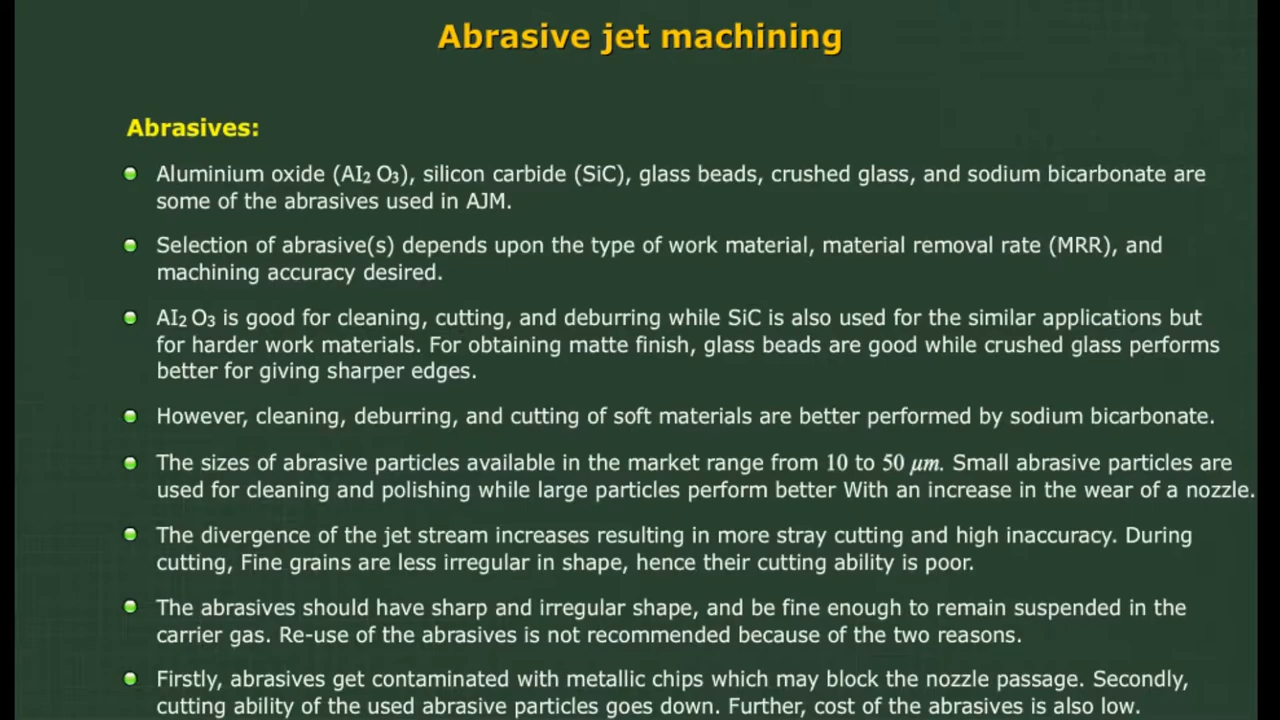 Abrasive jet machining
Abrasives:
Aluminium oxide (AI₂ O₃), silicon carbide (SiC), glass beads, crushed glass, and sodium bicarbonate are
some of the abrasives used in AJM.
Selection of abrasive(s) depends upon the type of work material, material removal rate (MRR), and
machining accuracy desired.
AI₂ O₃ is good for cleaning, cutting, and deburring while SiC is also used for the similar applications but
for harder work materials. For obtaining matte finish, glass beads are good while crushed glass performs
better for giving sharper edges.
However, cleaning, deburring, and cutting of soft materials are better performed by sodium bicarbonate.
The sizes of abrasive particles available in the market range from 10 to 50 μm. Small abrasive particles are
used for cleaning and polishing while large particles perform better With an increase in the wear of a nozzle.
The divergence of the jet stream increases resulting in more stray cutting and high inaccuracy. During
cutting, Fine grains are less irregular in shape, hence their cutting ability is poor.
The abrasives should have sharp and irregular shape, and be fine enough to remain suspended in the
carrier gas. Re-use of the abrasives is not recommended because of the two reasons.
Firstly, abrasives get contaminated with metallic chips which may block the nozzle passage. Secondly,
cutting ability of the used abrasive particles goes down. Further, cost of the abrasives is also low.